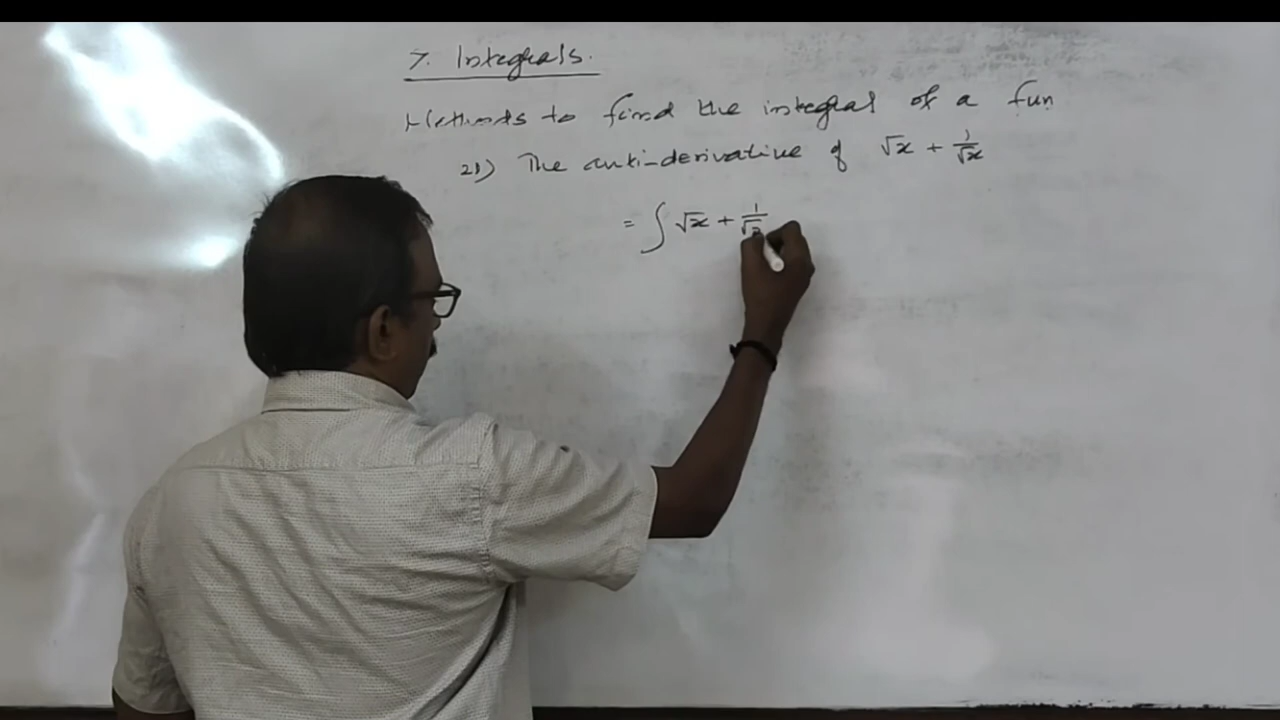 7. Integrals.
Methods to find the integral of a fun
21) The anti-derivative of √x + 1/√x
= ∫ √x + 1/√x